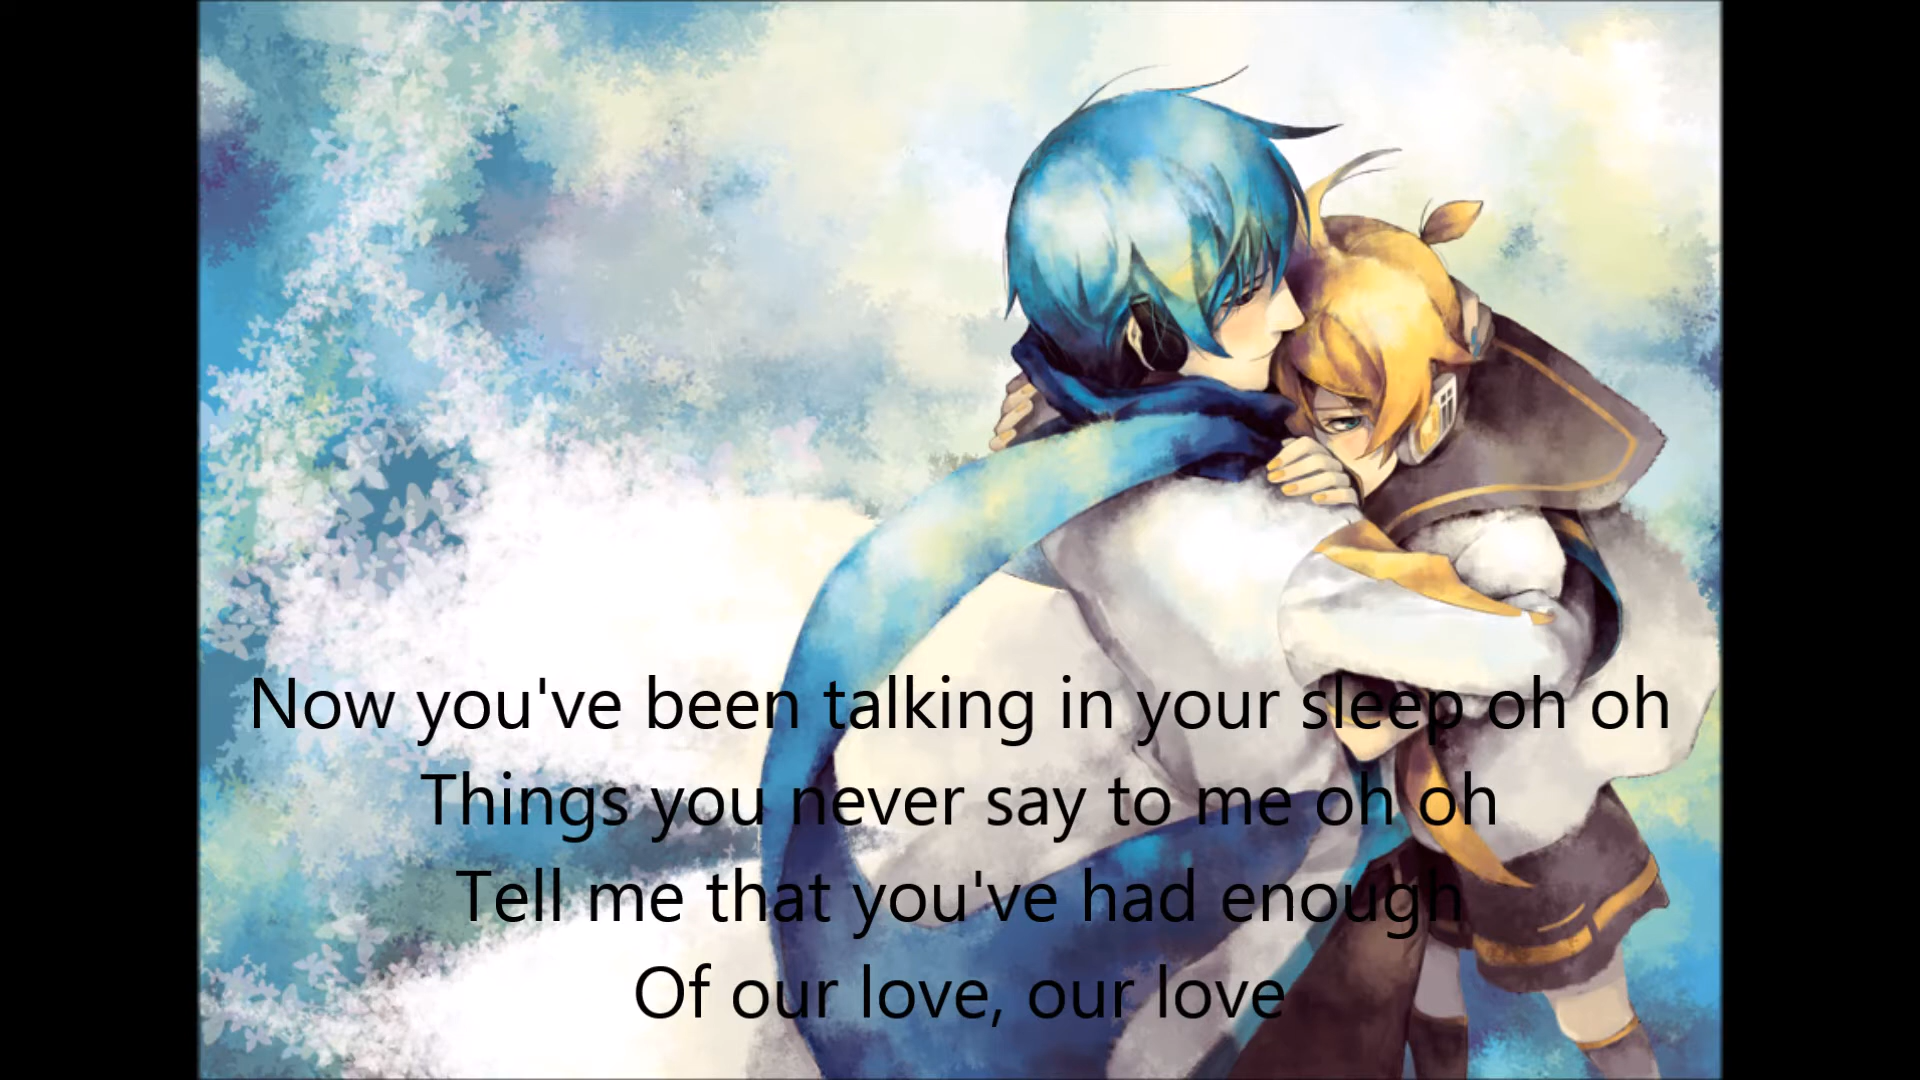 Now you've been talking in your sleep oh oh
Things you never say to me oh oh
Tell me that you've had enough
Of our love, our love